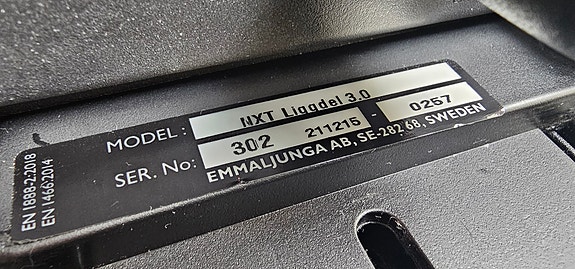 MODEL: NXT Liggdel 3.0
SER. No: 302 211215 - 0257
EMMALJUNGA AB, SE-282 68, SWEDEN
EN 1888-2:2018
EN 1466:2014